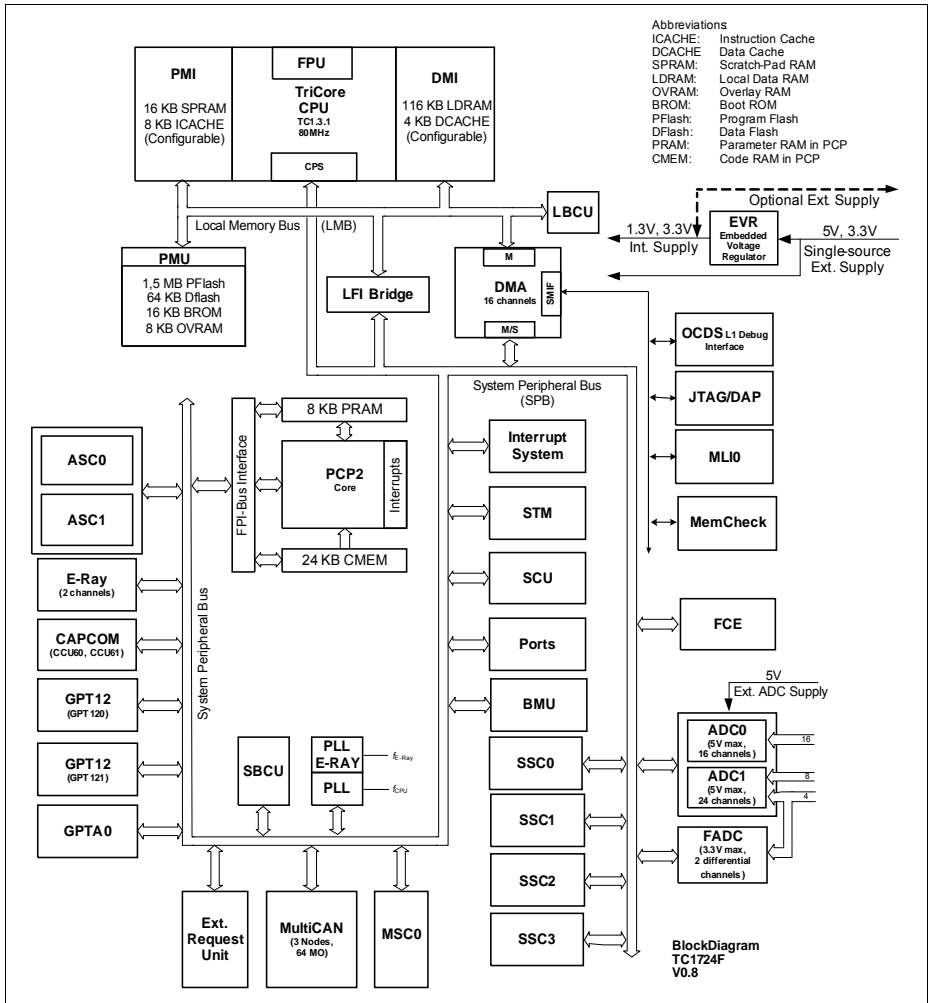 Abbreviations:
ICACHE: Instruction Cache
DCACHE Data Cache
SPRAM: Scratch-Pad RAM
LDRAM: Local Data RAM
OVRAM: Overlay RAM
BROM: Boot ROM
PFlash: Program Flash
DFlash: Data Flash
PRAM: Parameter RAM in PCP
CMEM: Code RAM in PCP
PMI
16 KB SPRAM
8 KB ICACHE
(Configurable)
FPU
TriCore
CPU
TC1.3.1
80MHz
CPS
DMI
116 KB LDRAM
4 KB DCACHE
(Configurable)
Local Memory Bus (LMB)
LBCU
Optional Ext. Supply
1.3V, 3.3V
Int. Supply
EVR
Embedded
Voltage
Regulator
5V, 3.3V
Single-source
Ext. Supply
PMU
1,5 MB PFlash
64 KB Dflash
16 KB BROM
8 KB OVRAM
LFI Bridge
M
DMA
16 channels
SMIF
M/S
OCDS L1 Debug
Interface
JTAG/DAP
MLI0
MemCheck
System Peripheral Bus
(SPB)
FPI-Bus Interface
8 KB PRAM
PCP2
Core
Interrupts
24 KB CMEM
ASC0
ASC1
E-Ray
(2 channels)
CAPCOM
(CCU60, CCU61)
GPT12
(GPT120)
GPT12
(GPT121)
GPTA0
System Peripheral Bus
Interrupt
System
STM
SCU
Ports
BMU
SSC0
SSC1
SSC2
SSC3
FCE
5V
Ext. ADC Supply
ADC0
(5V max,
16 channels)
16
ADC1
(5V max,
24 channels)
8
4
FADC
(3.3V max,
2 differential
channels)
SBCU
PLL
E-RAY
fE-Ray
PLL
fCPU
Ext.
Request
Unit
MultiCAN
(3 Nodes,
64 MO)
MSC0
BlockDiagram
TC1724F
V0.8